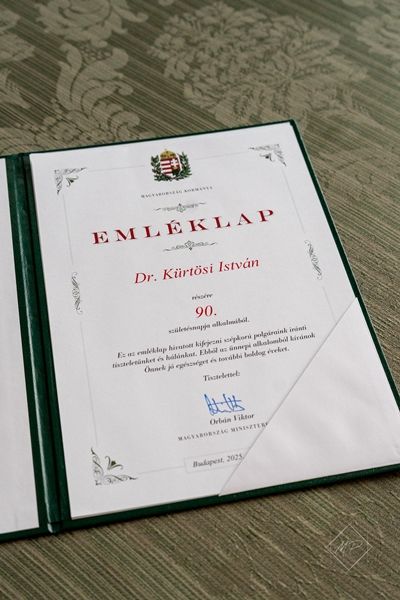 MAGYARORSZÁG KORMÁNYA
EMLÉKLAP
Dr. Kürtösi István
részére
90.
születésnapja alkalmából.
Ez az emléklap hivatott kifejezni szépkorú polgáraink iránti
tiszteletünket és hálánkat. Ebből az ünnepi alkalomból kívánok
Önnek jó egészséget és további boldog éveket.
Tisztelettel:
Orbán Viktor
MAGYARORSZÁG MINISZTERE
Budapest, 2025